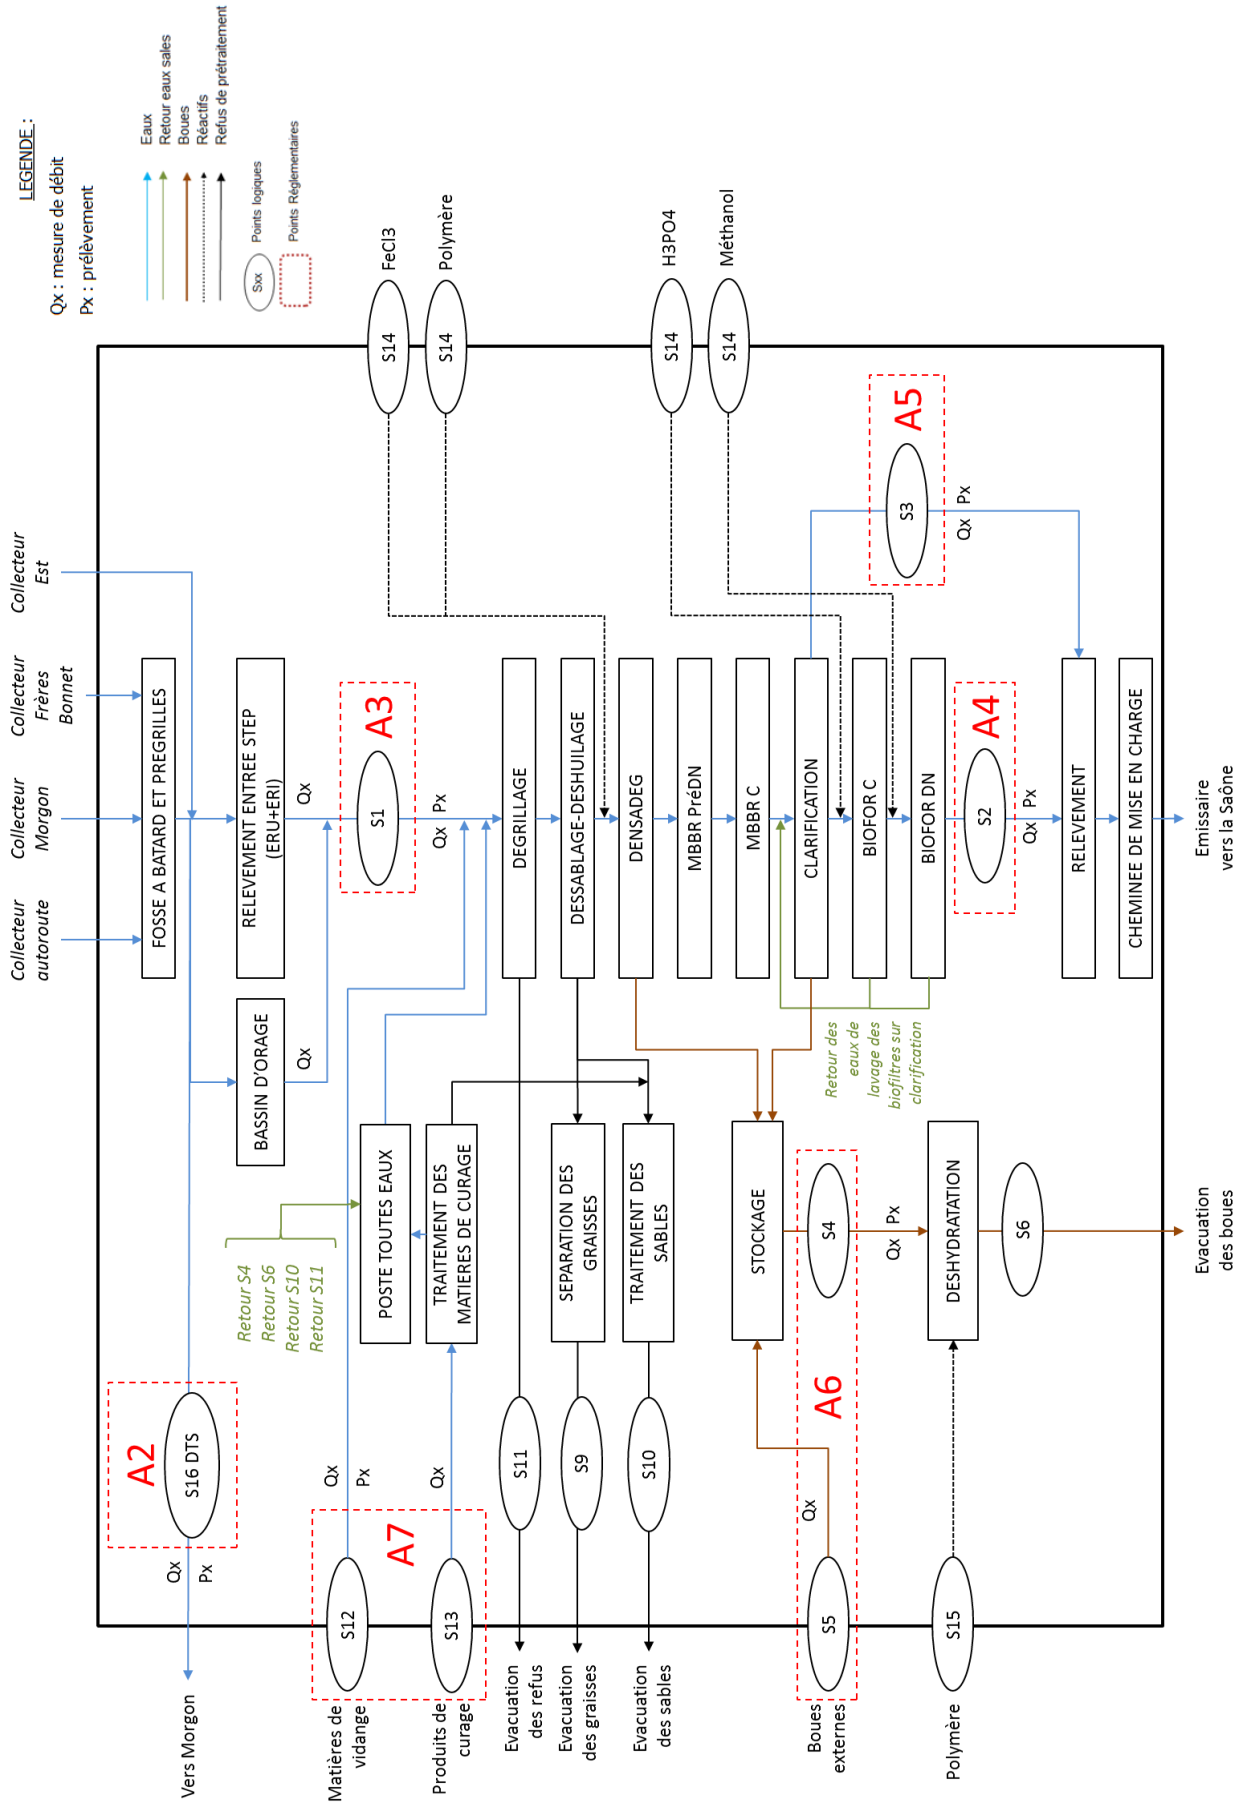 LEGENDE :
Qx : mesure de débit
Px : prélèvement
Eaux
Retour eaux sales
Boues
Réactifs
Refus de prétraitement
Sxx
Points logiques
Points Réglementaires
Collecteur
autoroute
Collecteur
Morgon
Collecteur
Frères
Bonnet
Collecteur
Est
FOSSE A BATARD ET PREGRILLES
A2
S16 DTS
Qx
Px
Vers Morgon
RELEVEMENT ENTREE STEP
(ERU+ERI)
Qx
BASSIN D'ORAGE
Qx
A3
S1
Qx
Px
Retour S4
Retour S6
Retour S10
Retour S11
POSTE TOUTES EAUX
TRAITEMENT DES
MATIERES DE CURAGE
A7
S12
Qx
Px
Matières de
vidange
S13
Qx
Produits de
curage
FeCl3
S14
Polymère
S14
DEGRILLAGE
S11
Evacuation
des refus
DESSABLAGE-DESHUILAGE
SEPARATION DES
GRAISSES
S9
Evacuation
des graisses
TRAITEMENT DES
SABLES
S10
Evacuation
des sables
DENSADEG
MBBR PréDN
MBBR C
CLARIFICATION
H3PO4
S14
Méthanol
S14
BIOFOR C
BIOFOR DN
Retour des
eaux de
lavage des
biofiltres sur
clarification
A5
S3
Qx
Px
A4
S2
Qx
Px
STOCKAGE
A6
S4
Qx
Px
S5
Qx
Boues
externes
DESHYDRATATION
S15
Polymère
S6
RELEVEMENT
CHEMINEE DE MISE EN CHARGE
Emissaire
vers la Saône
Evacuation
des boues